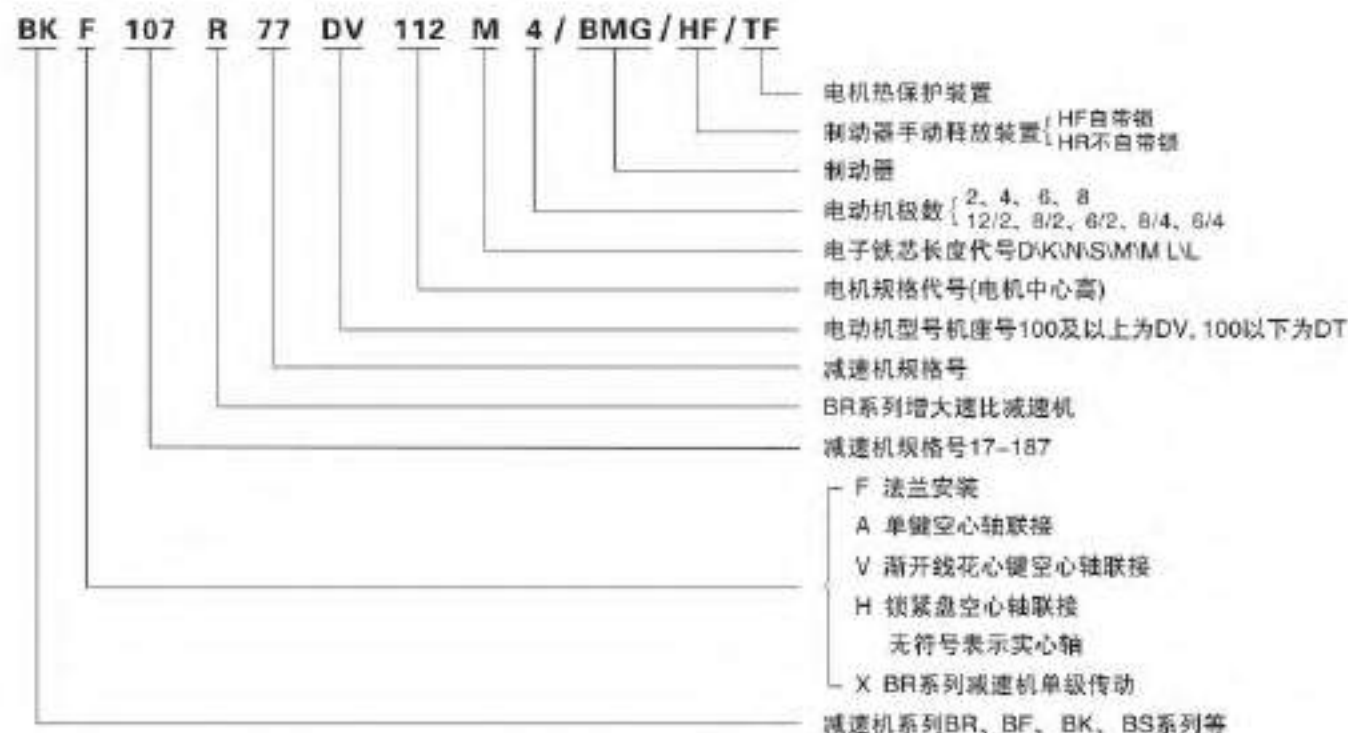 BK F 107 R 77 DV 112 M 4 / BMG / HF / TF
电机热保护装置
制动器手动释放装置{HF自带锁
HR不自带锁
制动器
电动机极数{2、4、6、8
12/2、8/2、6/2、8/4、6/4
电子铁芯长度代号D\K\N\S\M\M L\L
电机规格代号(电机中心高)
电动机型号机座号100及以上为DV, 100以下为DT
减速机规格号
BR系列增大速比减速机
减速机规格号17-187
F 法兰安装
A 单键空心轴联接
V 渐开线花心键空心轴联接
H 锁紧盘空心轴联接
无符号表示实心轴
X BR系列减速机单级传动
减速机系列BR、BF、BK、BS系列等